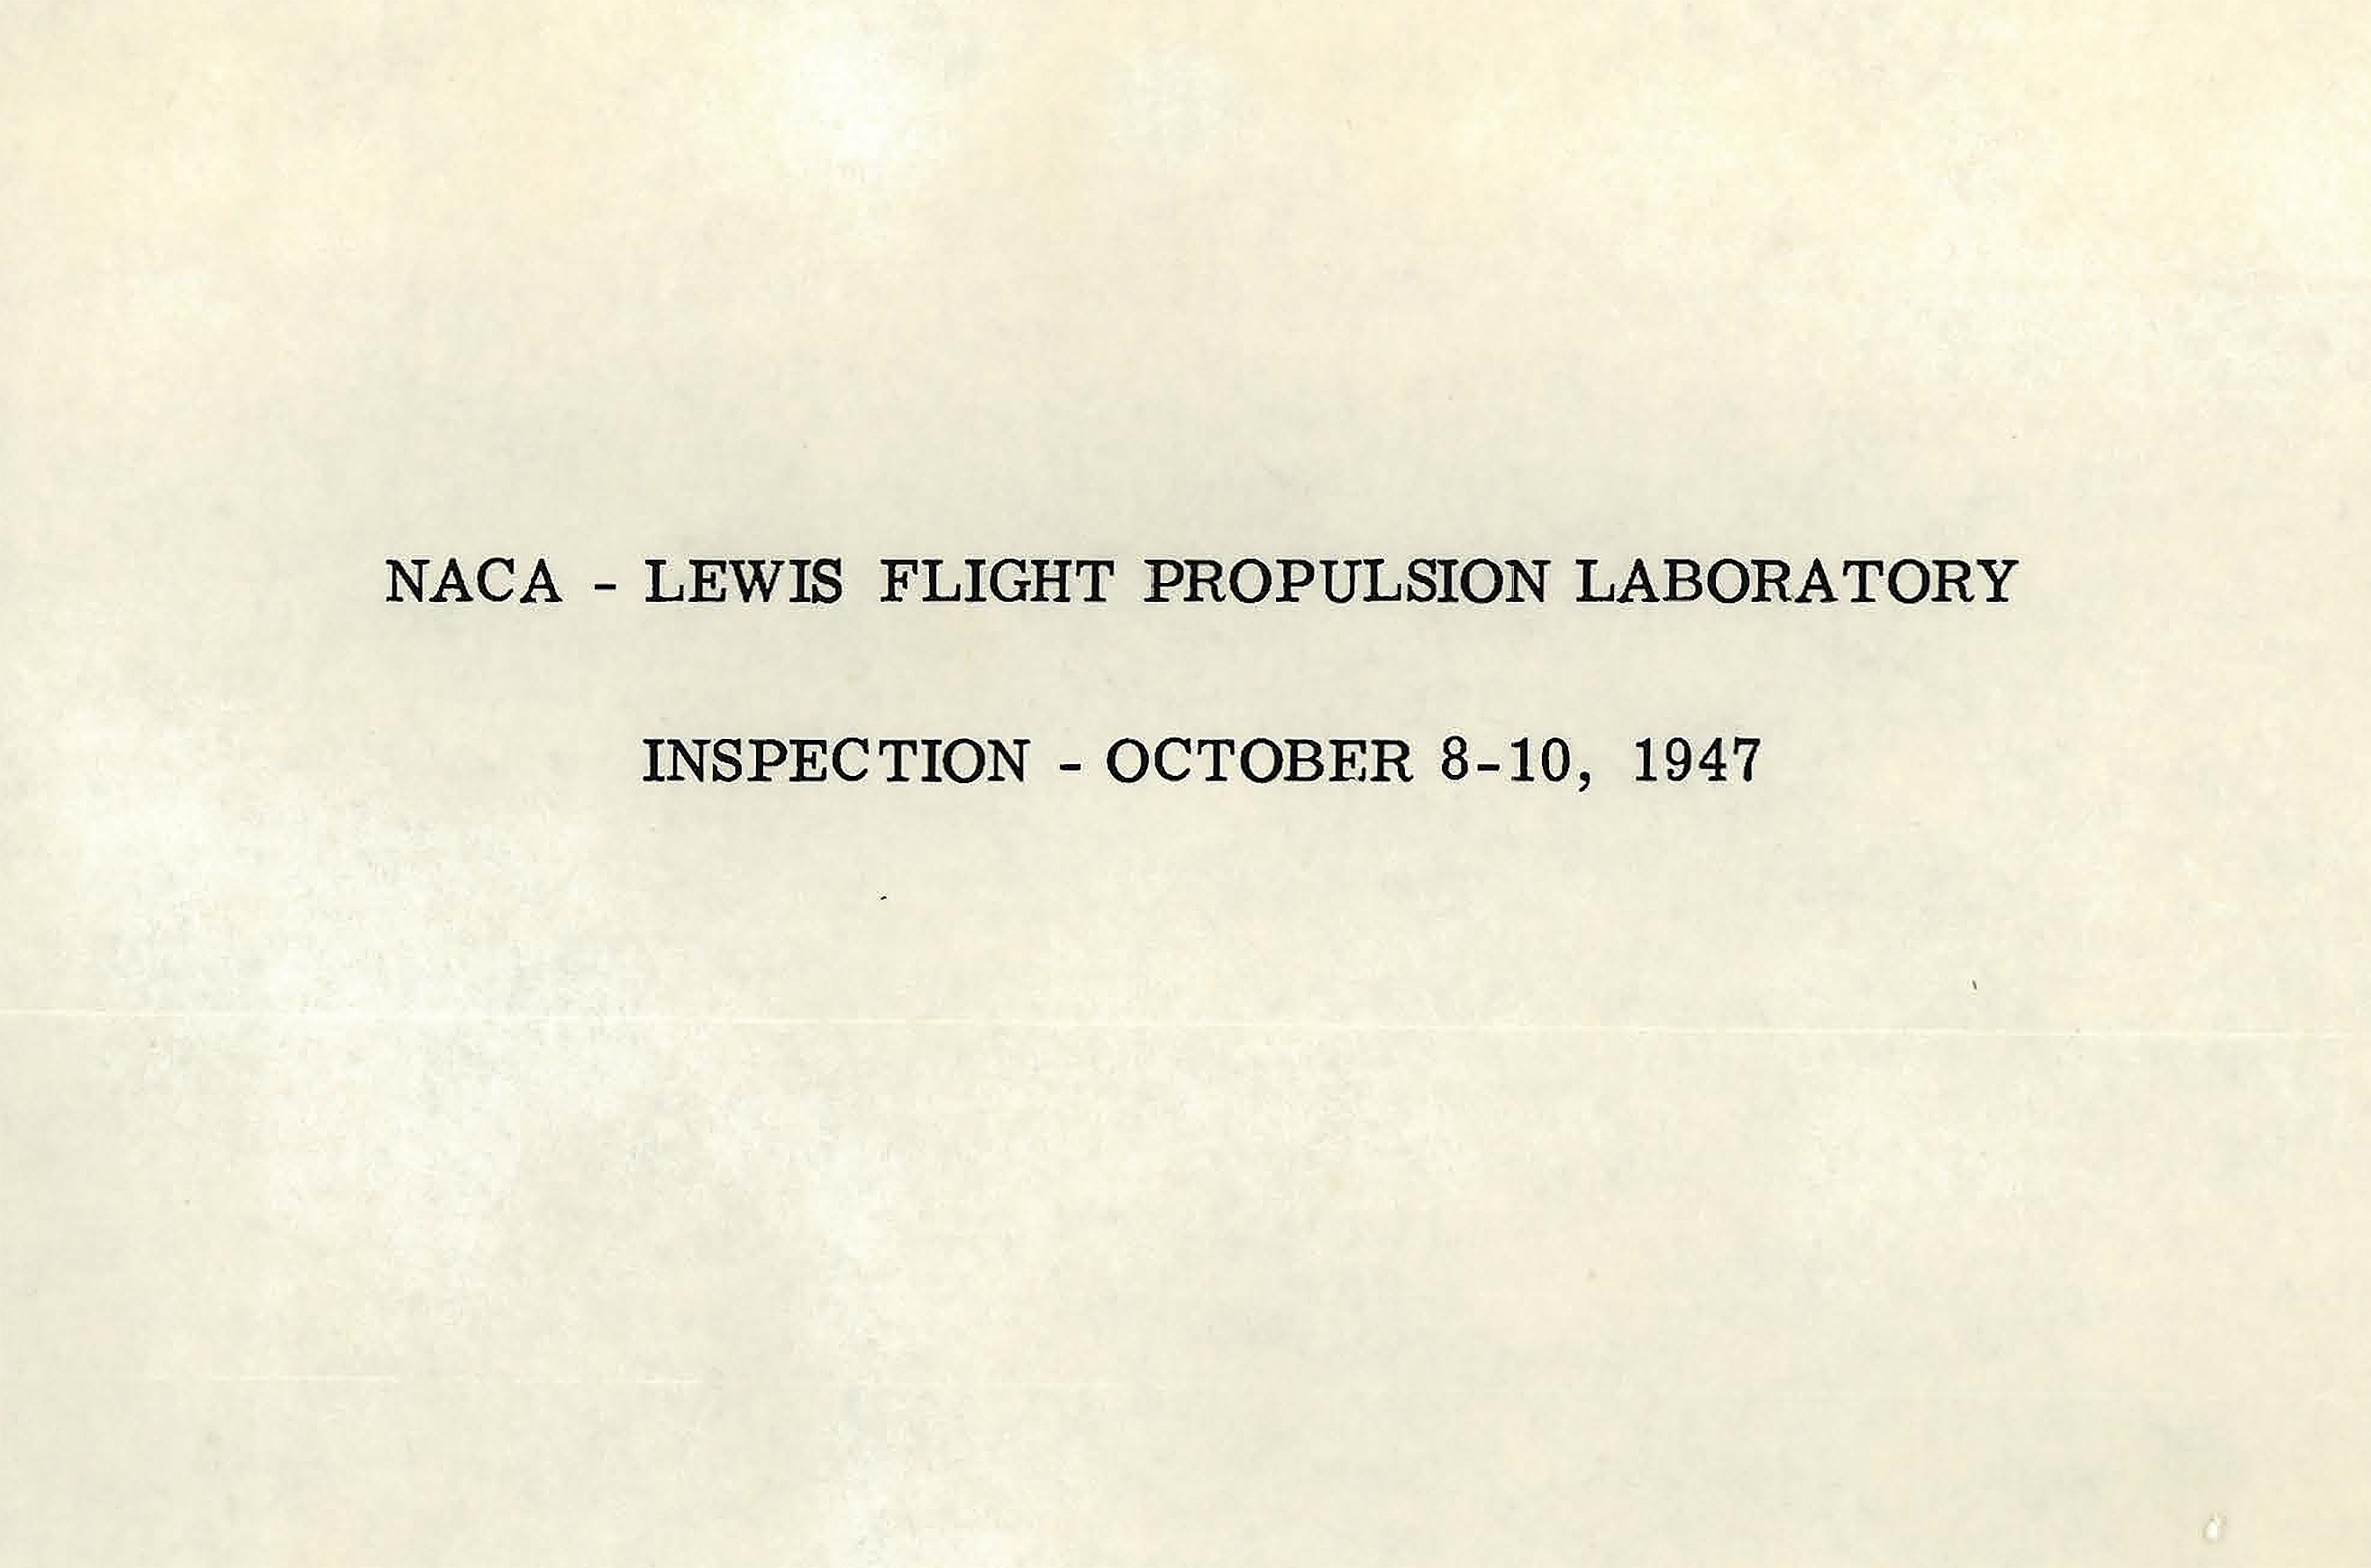 NACA - LEWIS FLIGHT PROPULSION LABORATORY
INSPECTION - OCTOBER 8-10, 1947